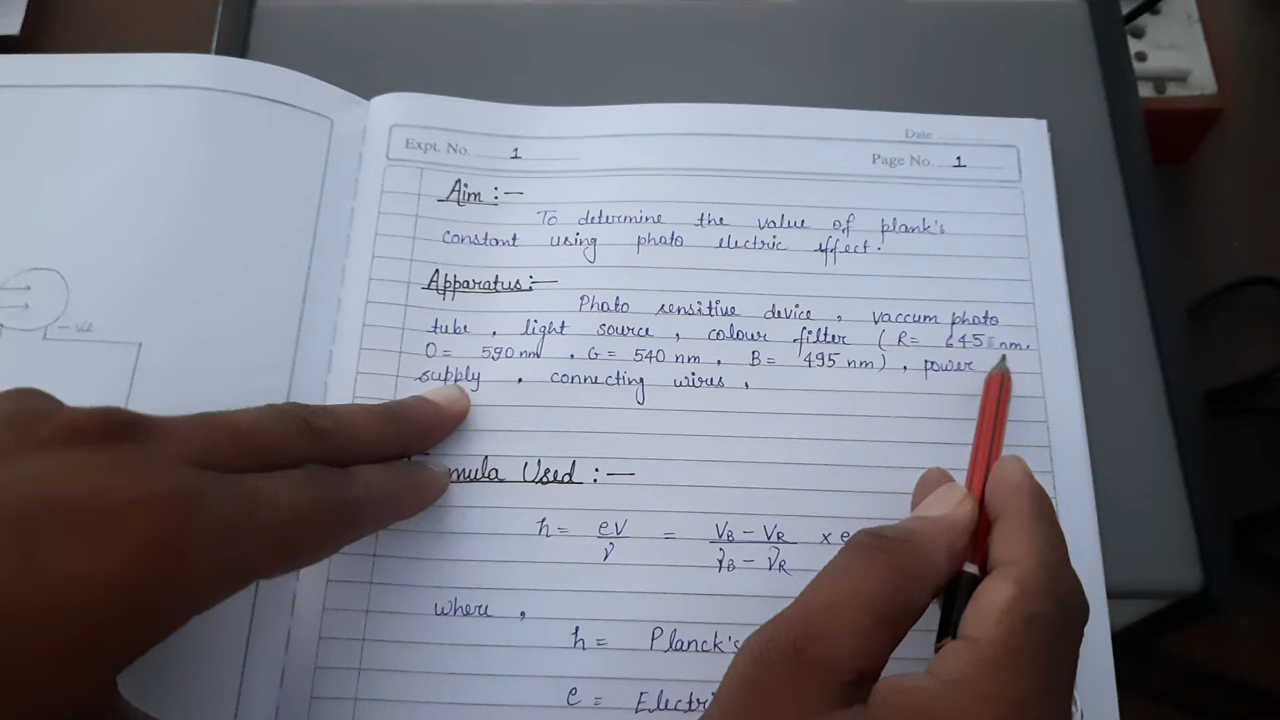 -ve
Date
Expt. No. 1
Page No. 1
Aim :-
To determine the value of plank's
constant using photo electric effect.
Apparatus:-
Photo sensitive device, vaccum photo
tube, light source, colour filter (R= 645 nm.
O= 590 nm, G= 540 nm, B= 495 nm), power
supply, connecting wires.
Used :-
h= eV/ν = VB-VR/νB-νR × e
where,
h= Planck's
e=